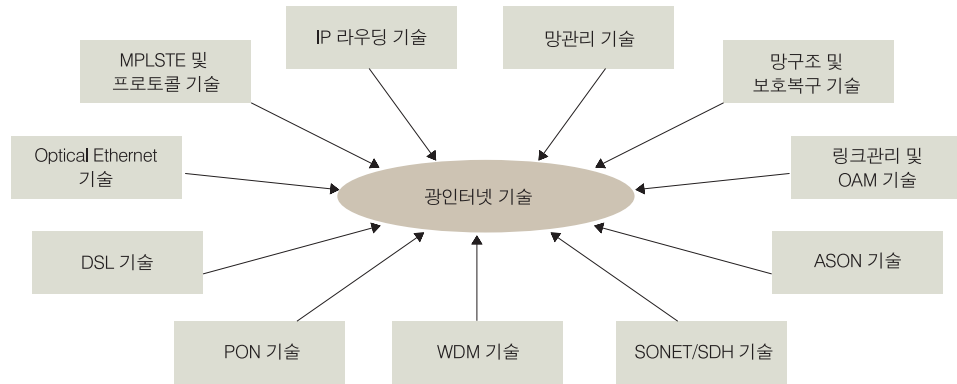 IP 라우딩 기술
망관리 기술
MPLSTE 및
프로토콜 기술
망구조 및
보호복구 기술
Optical Ethernet
기술
링크관리 및
OAM 기술
광인터넷 기술
DSL 기술
ASON 기술
PON 기술
WDM 기술
SONET/SDH 기술